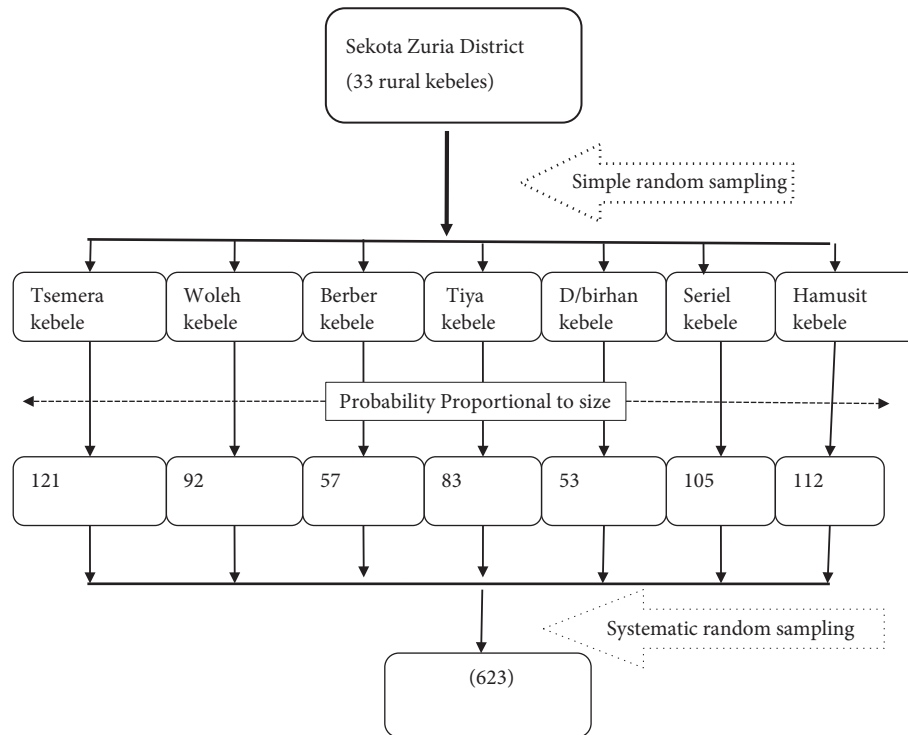 Sekota Zuria District
(33 rural kebeles)
Simple random sampling
Tsemera
kebele
Woleh
kebele
Berber
kebele
Tiya
kebele
D/birhan
kebele
Seriel
kebele
Hamusit
kebele
Probability Proportional to size
121
92
57
83
53
105
112
Systematic random sampling
(623)